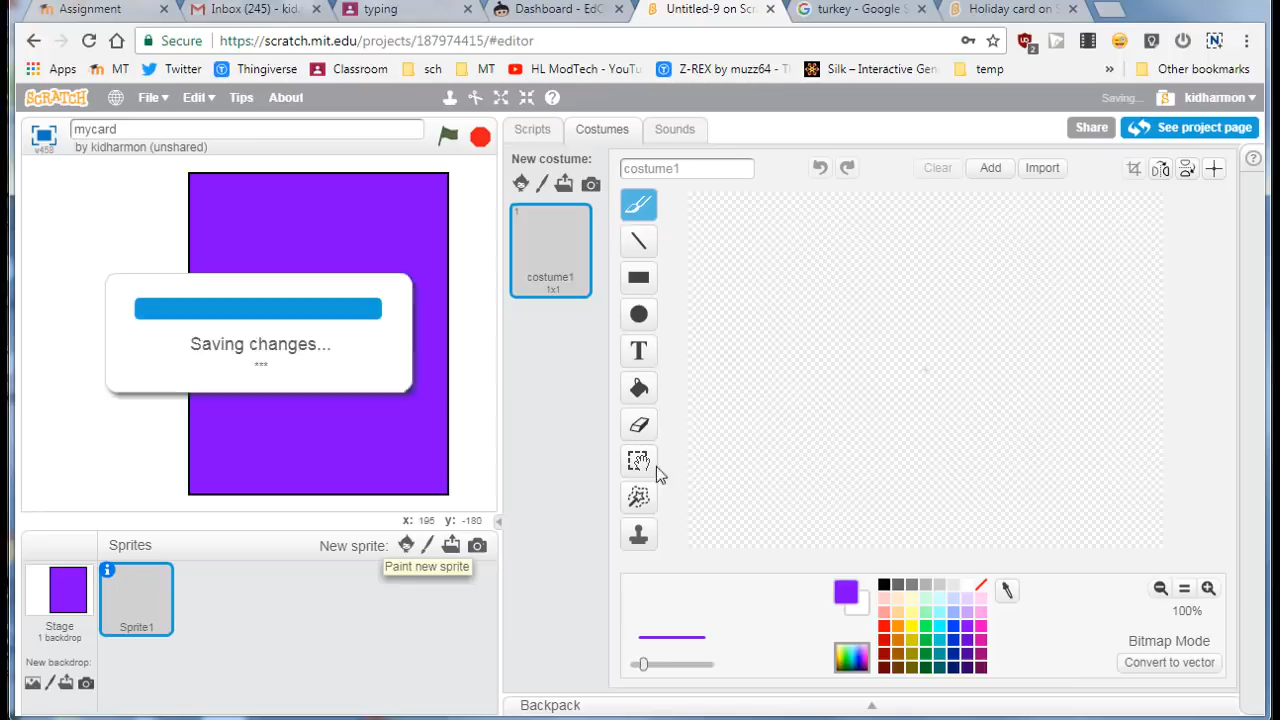 Assignment
Inbox (245) - kid
typing
Dashboard - EdC
Untitled-9 on Scr
turkey - Google S
Holiday card on S
Secure
https://scratch.mit.edu/projects/187974415/#editor
2
Apps
MT
Twitter
Thingiverse
Classroom
sch
MT
HL ModTech - YouTu
Z-REX by muzz64 - T
Silk – Interactive Gen
temp
»
Other bookmarks
SCRATCH
File
Edit
Tips
About
Saving...
kidharmon
mycard
by kidharmon (unshared)
v458
Scripts
Costumes
Sounds
Share
See project page
New costume:
costume1
Clear
Add
Import
1
costume1
1x1
T
Saving changes...
***
x: 195 y: -180
Sprites
New sprite:
Paint new sprite
Stage
1 backdrop
Sprite1
New backdrop:
100%
Bitmap Mode
Convert to vector
Backpack